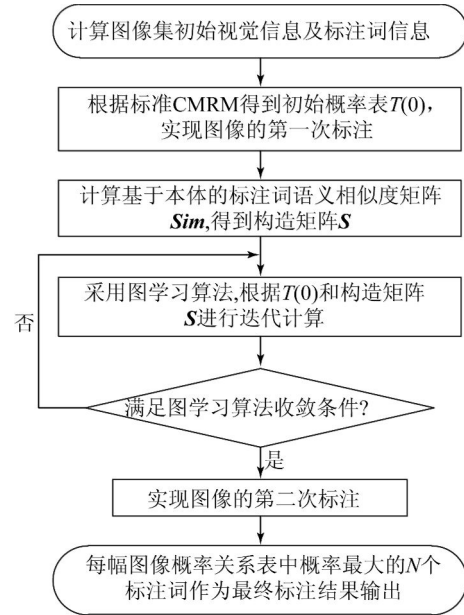 计算图像集初始视觉信息及标注词信息
根据标准CMRM得到初始概率表T(0),
实现图像的第一次标注
计算基于本体的标注词语义相似度矩阵
Sim,得到构造矩阵S
采用图学习算法,根据T(0)和构造矩阵
S进行迭代计算
否
满足图学习算法收敛条件?
是
实现图像的第二次标注
每幅图像概率关系表中概率最大的N个
标注词作为最终标注结果输出